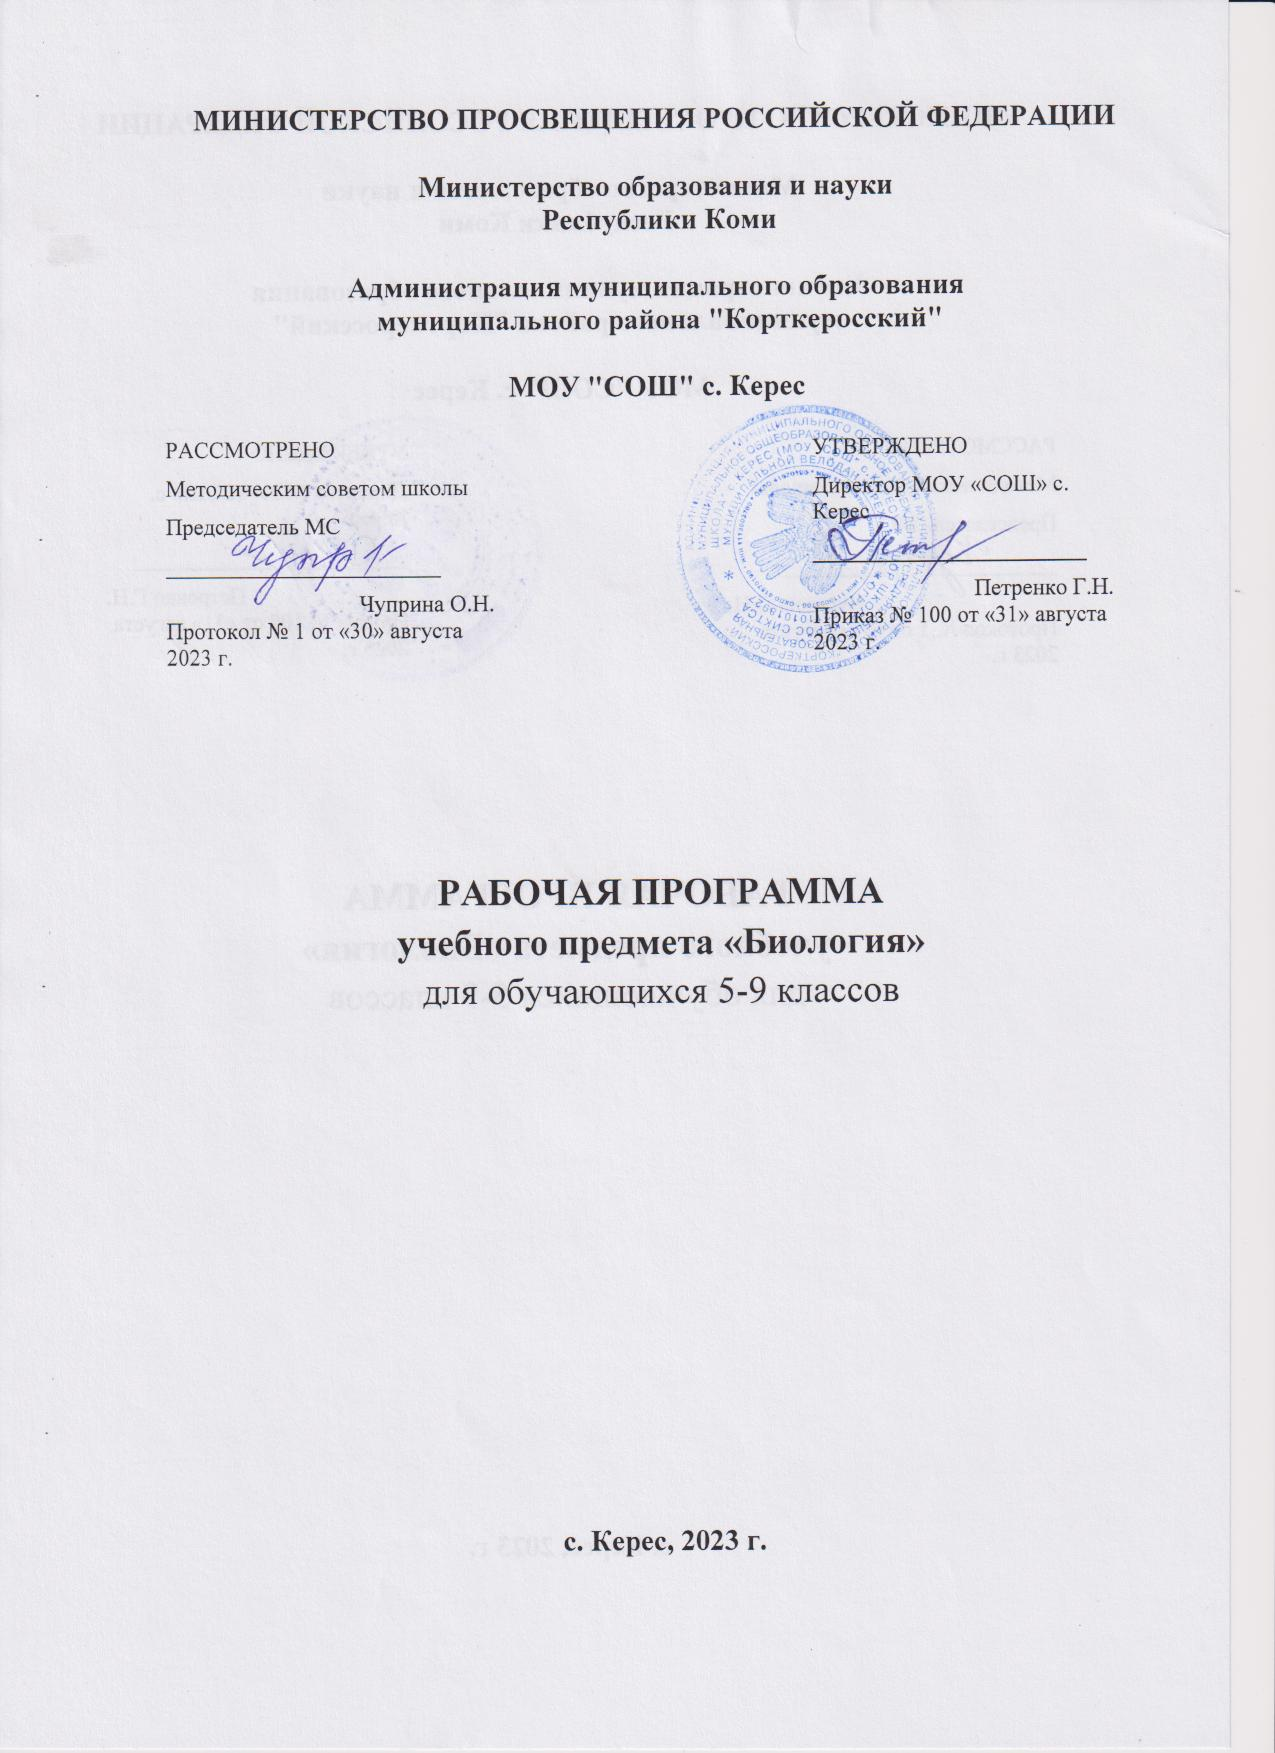 МИНИСТЕРСТВО ПРОСВЕЩЕНИЯ РОССИЙСКОЙ ФЕДЕРАЦИИ
Министерство образования и науки
Республики Коми
Администрация муниципального образования
муниципального района "Корткеросский"
МОУ "СОШ" с. Керес
РАССМОТРЕНО
Методическим советом школы
Председатель МС
Чуприна О.Н.
Протокол № 1 от «30» августа
2023 г.
УТВЕРЖДЕНО
Директор МОУ «СОШ» с.
Керес
Петренко Г.Н.
Приказ № 100 от «31» августа
2023 г.
РАБОЧАЯ ПРОГРАММА
учебного предмета «Биология»
для обучающихся 5-9 классов
с. Керес, 2023 г.